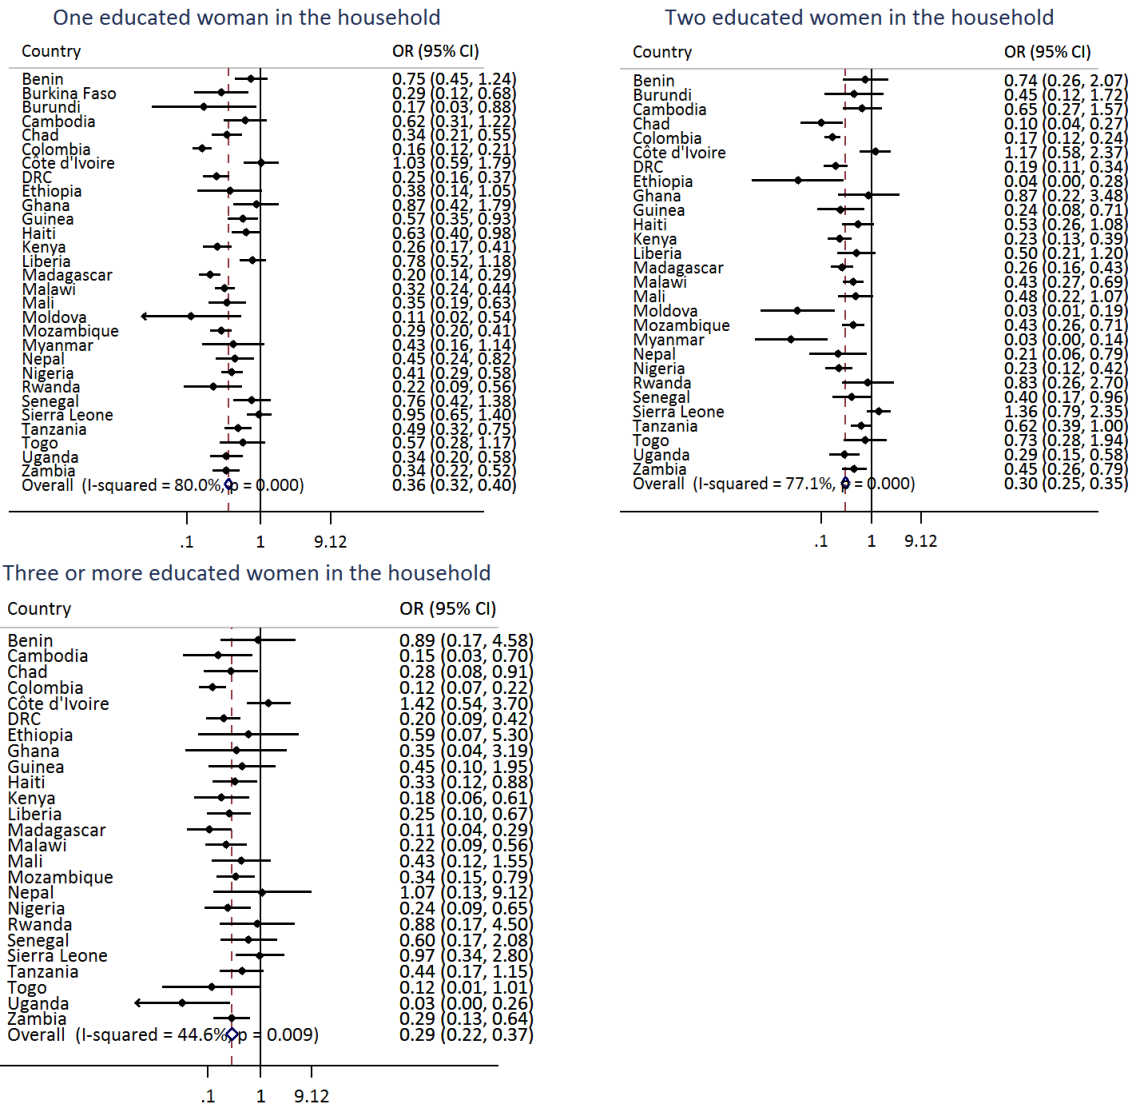 One educated woman in the household
Country OR (95% CI)
Benin 0.75 (0.45, 1.24)
Burkina Faso 0.29 (0.12, 0.68)
Burundi 0.17 (0.03, 0.88)
Cambodia 0.62 (0.31, 1.22)
Chad 0.34 (0.21, 0.55)
Colombia 0.16 (0.12, 0.21)
Côte d'Ivoire 1.03 (0.59, 1.79)
DRC 0.25 (0.16, 0.37)
Ethiopia 0.38 (0.14, 1.05)
Ghana 0.87 (0.42, 1.79)
Guinea 0.57 (0.35, 0.93)
Haiti 0.63 (0.40, 0.98)
Kenya 0.26 (0.17, 0.41)
Liberia 0.78 (0.52, 1.18)
Madagascar 0.20 (0.14, 0.29)
Malawi 0.32 (0.24, 0.44)
Mali 0.35 (0.19, 0.63)
Moldova 0.11 (0.02, 0.54)
Mozambique 0.29 (0.20, 0.41)
Myanmar 0.43 (0.16, 1.14)
Nepal 0.45 (0.24, 0.82)
Nigeria 0.41 (0.29, 0.58)
Rwanda 0.22 (0.09, 0.56)
Senegal 0.76 (0.42, 1.38)
Sierra Leone 0.95 (0.65, 1.40)
Tanzania 0.49 (0.32, 0.75)
Togo 0.57 (0.28, 1.17)
Uganda 0.34 (0.20, 0.58)
Zambia 0.34 (0.22, 0.52)
Overall (I-squared = 80.0%, p = 0.000) 0.36 (0.32, 0.40)
.1 1 9.12
Two educated women in the household
Country OR (95% CI)
Benin 0.74 (0.26, 2.07)
Burundi 0.45 (0.12, 1.72)
Cambodia 0.65 (0.27, 1.57)
Chad 0.10 (0.04, 0.27)
Colombia 0.17 (0.12, 0.24)
Côte d'Ivoire 1.17 (0.58, 2.37)
DRC 0.19 (0.11, 0.34)
Ethiopia 0.04 (0.00, 0.28)
Ghana 0.87 (0.22, 3.48)
Guinea 0.24 (0.08, 0.71)
Haiti 0.53 (0.26, 1.08)
Kenya 0.23 (0.13, 0.39)
Liberia 0.50 (0.21, 1.20)
Madagascar 0.26 (0.16, 0.43)
Malawi 0.43 (0.27, 0.69)
Mali 0.48 (0.22, 1.07)
Moldova 0.03 (0.01, 0.19)
Mozambique 0.43 (0.26, 0.71)
Myanmar 0.03 (0.00, 0.14)
Nepal 0.21 (0.06, 0.79)
Nigeria 0.23 (0.12, 0.42)
Rwanda 0.83 (0.26, 2.70)
Senegal 0.40 (0.17, 0.96)
Sierra Leone 1.36 (0.79, 2.35)
Tanzania 0.62 (0.39, 1.00)
Togo 0.73 (0.28, 1.94)
Uganda 0.29 (0.15, 0.58)
Zambia 0.45 (0.26, 0.79)
Overall (I-squared = 77.1%, p = 0.000) 0.30 (0.25, 0.35)
.1 1 9.12
Three or more educated women in the household
Country OR (95% CI)
Benin 0.89 (0.17, 4.58)
Cambodia 0.15 (0.03, 0.70)
Chad 0.28 (0.08, 0.91)
Colombia 0.12 (0.07, 0.22)
Côte d'Ivoire 1.42 (0.54, 3.70)
DRC 0.20 (0.09, 0.42)
Ethiopia 0.59 (0.07, 5.30)
Ghana 0.35 (0.04, 3.19)
Guinea 0.45 (0.10, 1.95)
Haiti 0.33 (0.12, 0.88)
Kenya 0.18 (0.06, 0.61)
Liberia 0.25 (0.10, 0.67)
Madagascar 0.11 (0.04, 0.29)
Malawi 0.22 (0.09, 0.56)
Mali 0.43 (0.12, 1.55)
Mozambique 0.34 (0.15, 0.79)
Nepal 1.07 (0.13, 9.12)
Nigeria 0.24 (0.09, 0.65)
Rwanda 0.88 (0.17, 4.50)
Senegal 0.60 (0.17, 2.08)
Sierra Leone 0.97 (0.34, 2.80)
Tanzania 0.44 (0.17, 1.15)
Togo 0.12 (0.01, 1.01)
Uganda 0.03 (0.00, 0.26)
Zambia 0.29 (0.13, 0.64)
Overall (I-squared = 44.6%, p = 0.009) 0.29 (0.22, 0.37)
.1 1 9.12